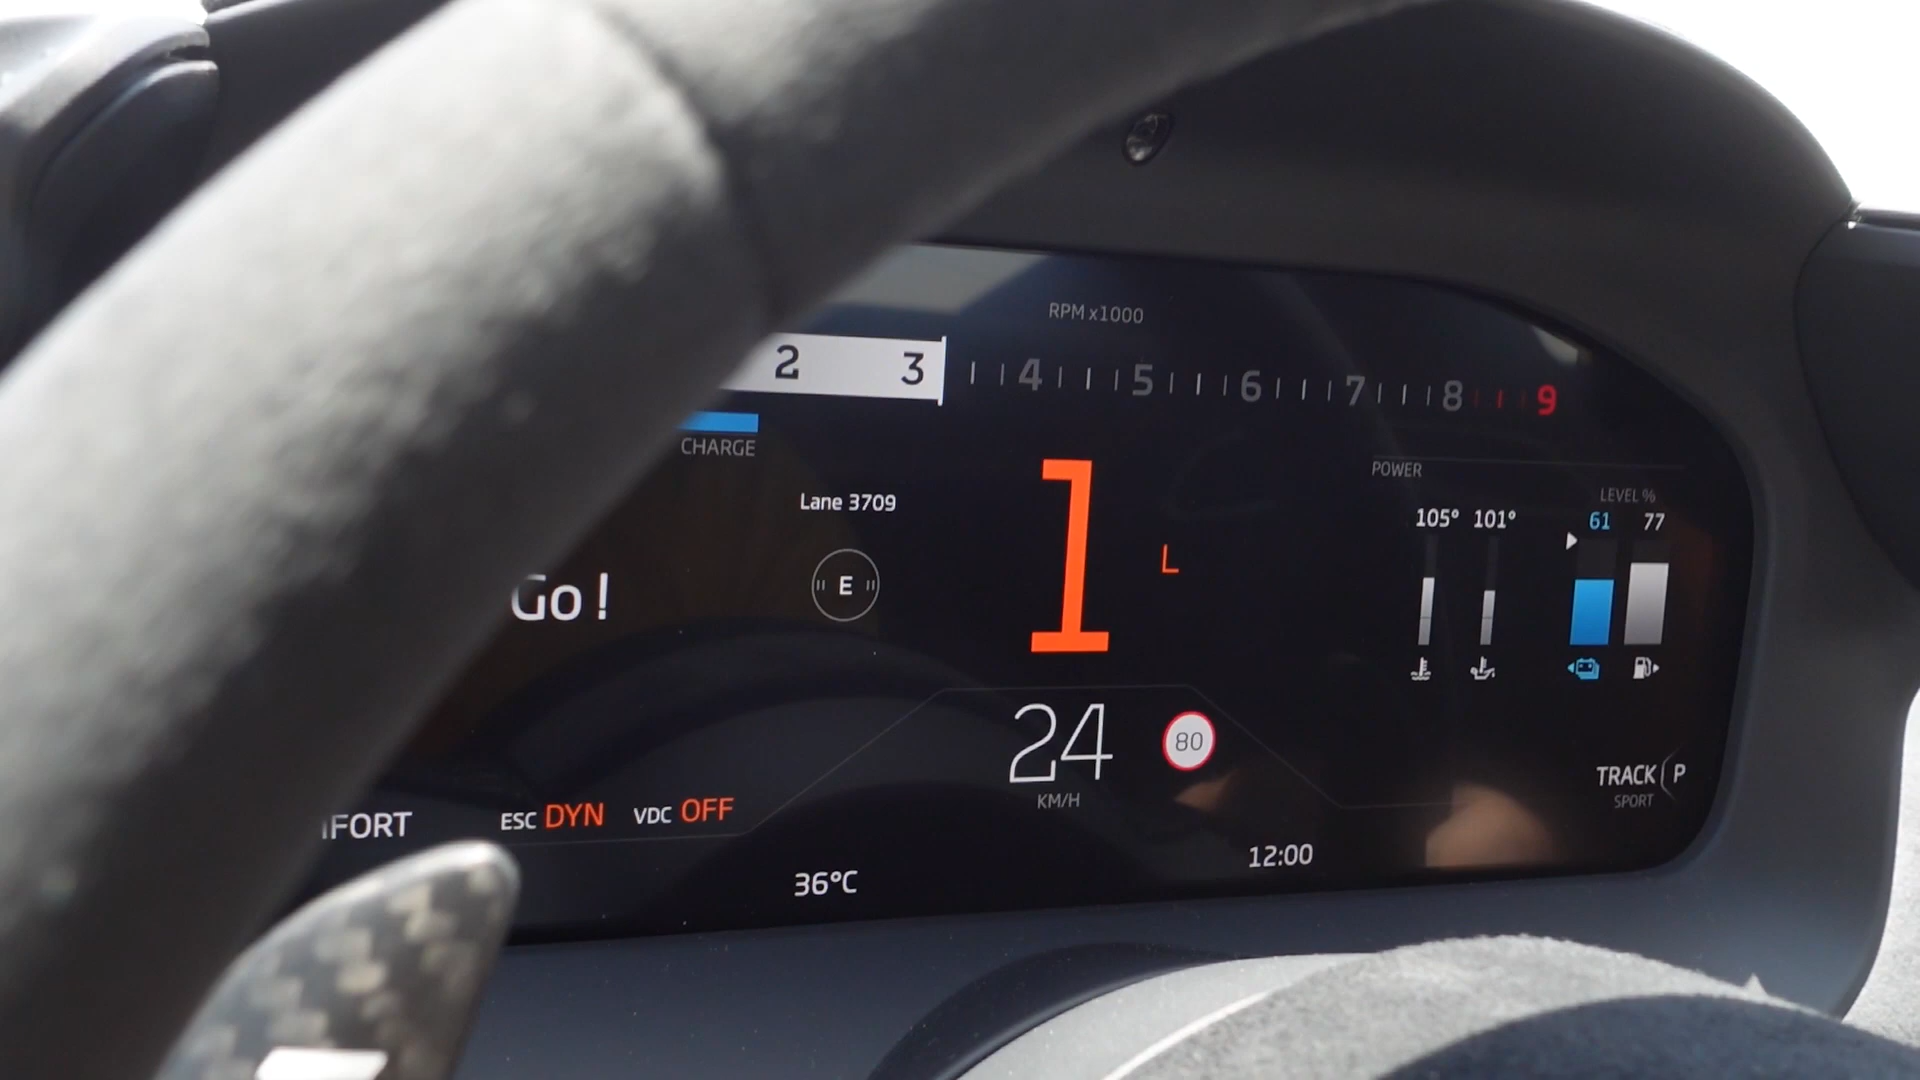 RPM x1000
2 3 4 5 6 7 8 9
CHARGE
POWER
Lane 3709
LEVEL %
105° 101° 61 77
E
1 L
Go !
24
80
KM/H
TRACK P
SPORT
ESC DYN VDC OFF
36°C
12:00